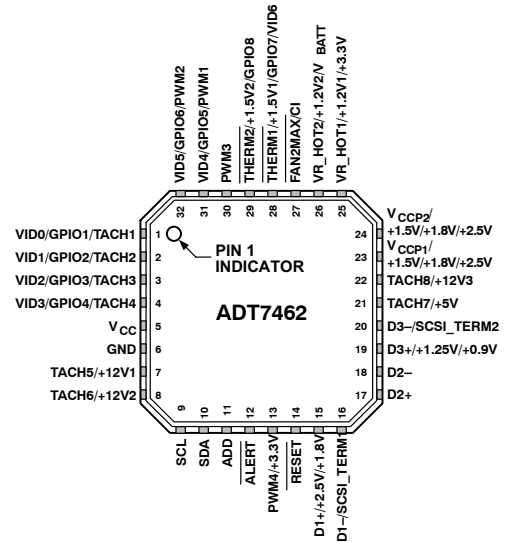 VID5/GPIO6/PWM2
VID4/GPIO5/PWM1
PWM3
THERM2/+1.5V2/GPIO8
THERM1/+1.5V1/GPIO7/VID6
FAN2MAX/CI
VR_HOT2/+1.2V2/V BATT
VR_HOT1/+1.2V1/+3.3V
32 31 30 29 28 27 26 25
VID0/GPIO1/TACH1 1
VID1/GPIO2/TACH2 2
VID2/GPIO3/TACH3 3
VID3/GPIO4/TACH4 4
VCC 5
GND 6
TACH5/+12V1 7
TACH6/+12V2 8
PIN 1
INDICATOR
ADT7462
24 VCCP2/
+1.5V/+1.8V/+2.5V
23 VCCP1/
+1.5V/+1.8V/+2.5V
22 TACH8/+12V3
21 TACH7/+5V
20 D3–/SCSI_TERM2
19 D3+/+1.25V/+0.9V
18 D2–
17 D2+
9 10 11 12 13 14 15 16
SCL
SDA
ADD
ALERT
PWM4/+3.3V
RESET
D1+/+2.5V/+1.8V
D1–/SCSI_TERM1